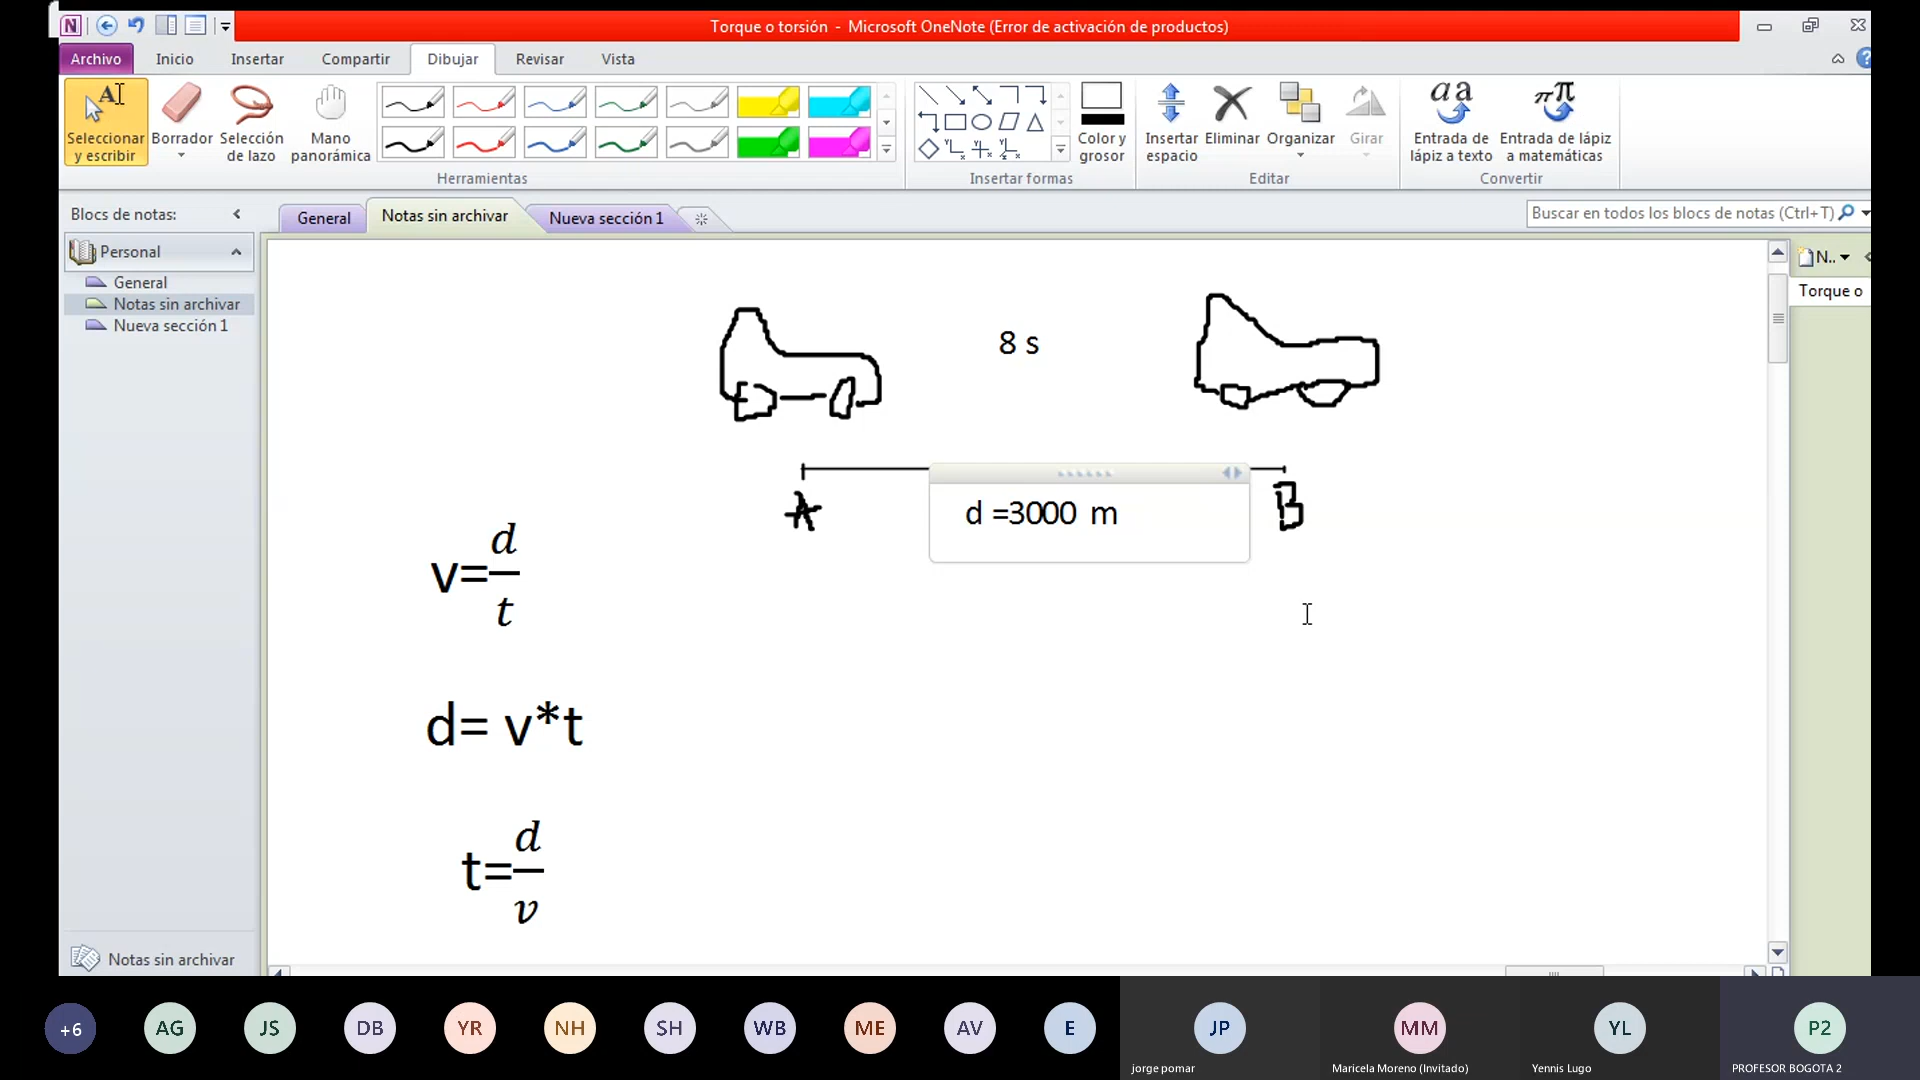 Torque o torsión - Microsoft OneNote (Error de activación de productos)
Archivo Inicio Insertar Compartir Dibujar Revisar Vista
Seleccionar y escribir
Borrador
Selección de lazo
Mano panorámica
Herramientas
Insertar formas
Color y grosor
Insertar espacio
Eliminar
Organizar
Girar
Editar
Entrada de lápiz a texto
Entrada de lápiz a matemáticas
Convertir
Blocs de notas:
General
Notas sin archivar
Nueva sección 1
Buscar en todos los blocs de notas (Ctrl+T)
Personal
General
Notas sin archivar
Nueva sección 1
N..
Torque o
8 s
A
B
d =3000 m
v=d/t
d= v*t
t=d/v
Notas sin archivar
+6 AG JS DB YR NH SH WB ME AV E JP MM YL P2
jorge pomar
Maricela Moreno (Invitado)
Yennis Lugo
PROFESOR BOGOTA 2